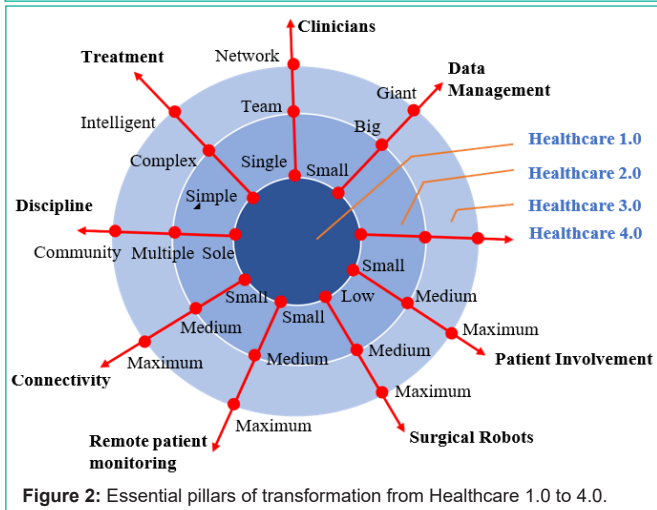 Clinicians
Network
Treatment
Data
Management
Giant
Team
Intelligent
Big
Complex
Healthcare 1.0
Single
Small
Healthcare 2.0
Simple
Healthcare 3.0
Discipline
Healthcare 4.0
Community
Multiple
Sole
Small
Small
Low
Medium
Small
Medium
Maximum
Medium
Medium
Maximum
Patient Involvement
Connectivity
Maximum
Maximum
Remote patient
monitoring
Surgical Robots
Figure 2: Essential pillars of transformation from Healthcare 1.0 to 4.0.